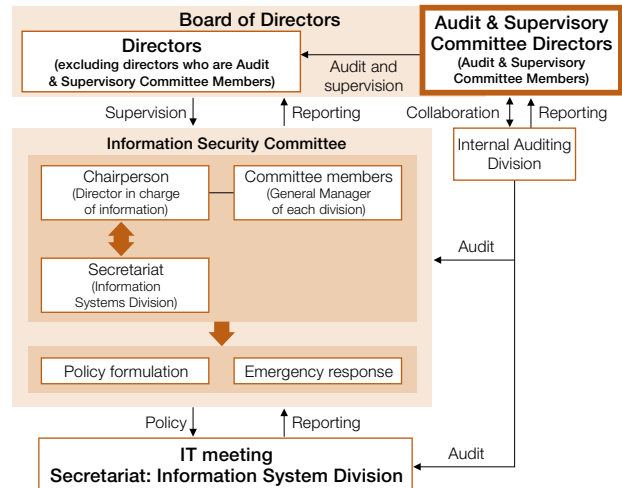 Board of Directors
Directors
(excluding directors who are Audit
& Supervisory Committee Members)
Audit and
supervision
Audit & Supervisory
Committee Directors
(Audit & Supervisory
Committee Members)
Supervision
Reporting
Collaboration
Reporting
Information Security Committee
Internal Auditing
Division
Chairperson
(Director in charge
of information)
Committee members
(General Manager
of each division)
Audit
Secretariat
(Information
Systems Division)
Policy formulation
Emergency response
Policy
Reporting
IT meeting
Secretariat: Information System Division
Audit